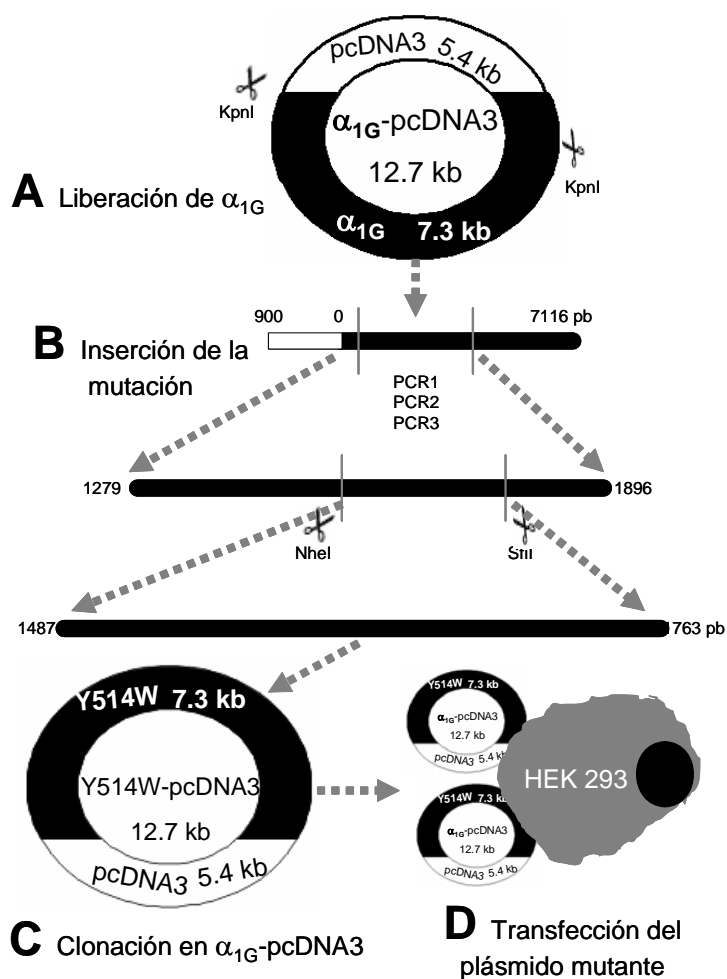 pcDNA3 5.4 kb
KpnI
α1G-pcDNA3
12.7 kb
KpnI
A Liberación de α1G
α1G 7.3 kb
900 0 7116 pb
B Inserción de la
mutación
PCR1
PCR2
PCR3
1279 1896
NheI SfiI
1487 763 pb
Y514W 7.3 kb
Y514W-pcDNA3
12.7 kb
pcDNA3 5.4 kb
Y514W 7.3 kb
α1G-pcDNA3
12.7 kb
pcDNA3 5.4 kb
HEK 293
Y514W 7.3 kb
α1G-pcDNA3
12.7 kb
pcDNA3 5.4 kb
C Clonación en α1G-pcDNA3
D Transfección del
plásmido mutante